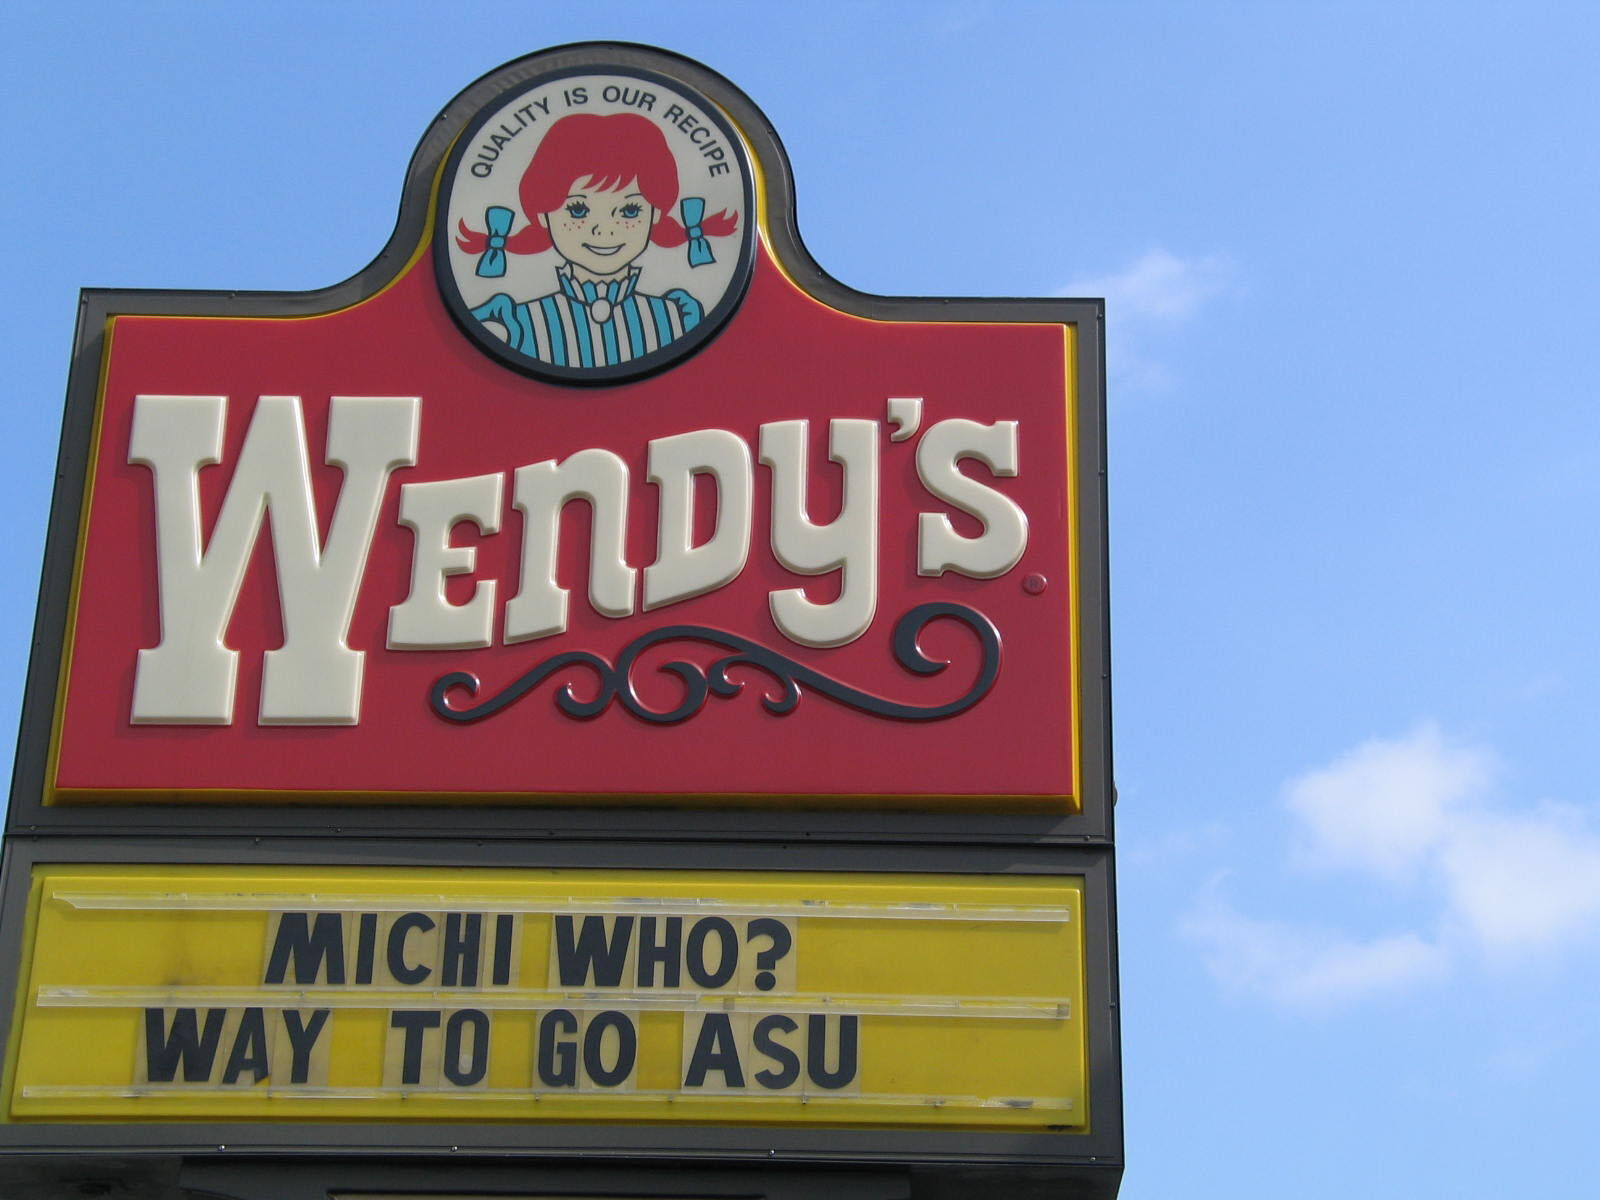 QUALITY IS OUR RECIPE
WENDY'S
®
MICHI WHO?
WAY TO GO ASU